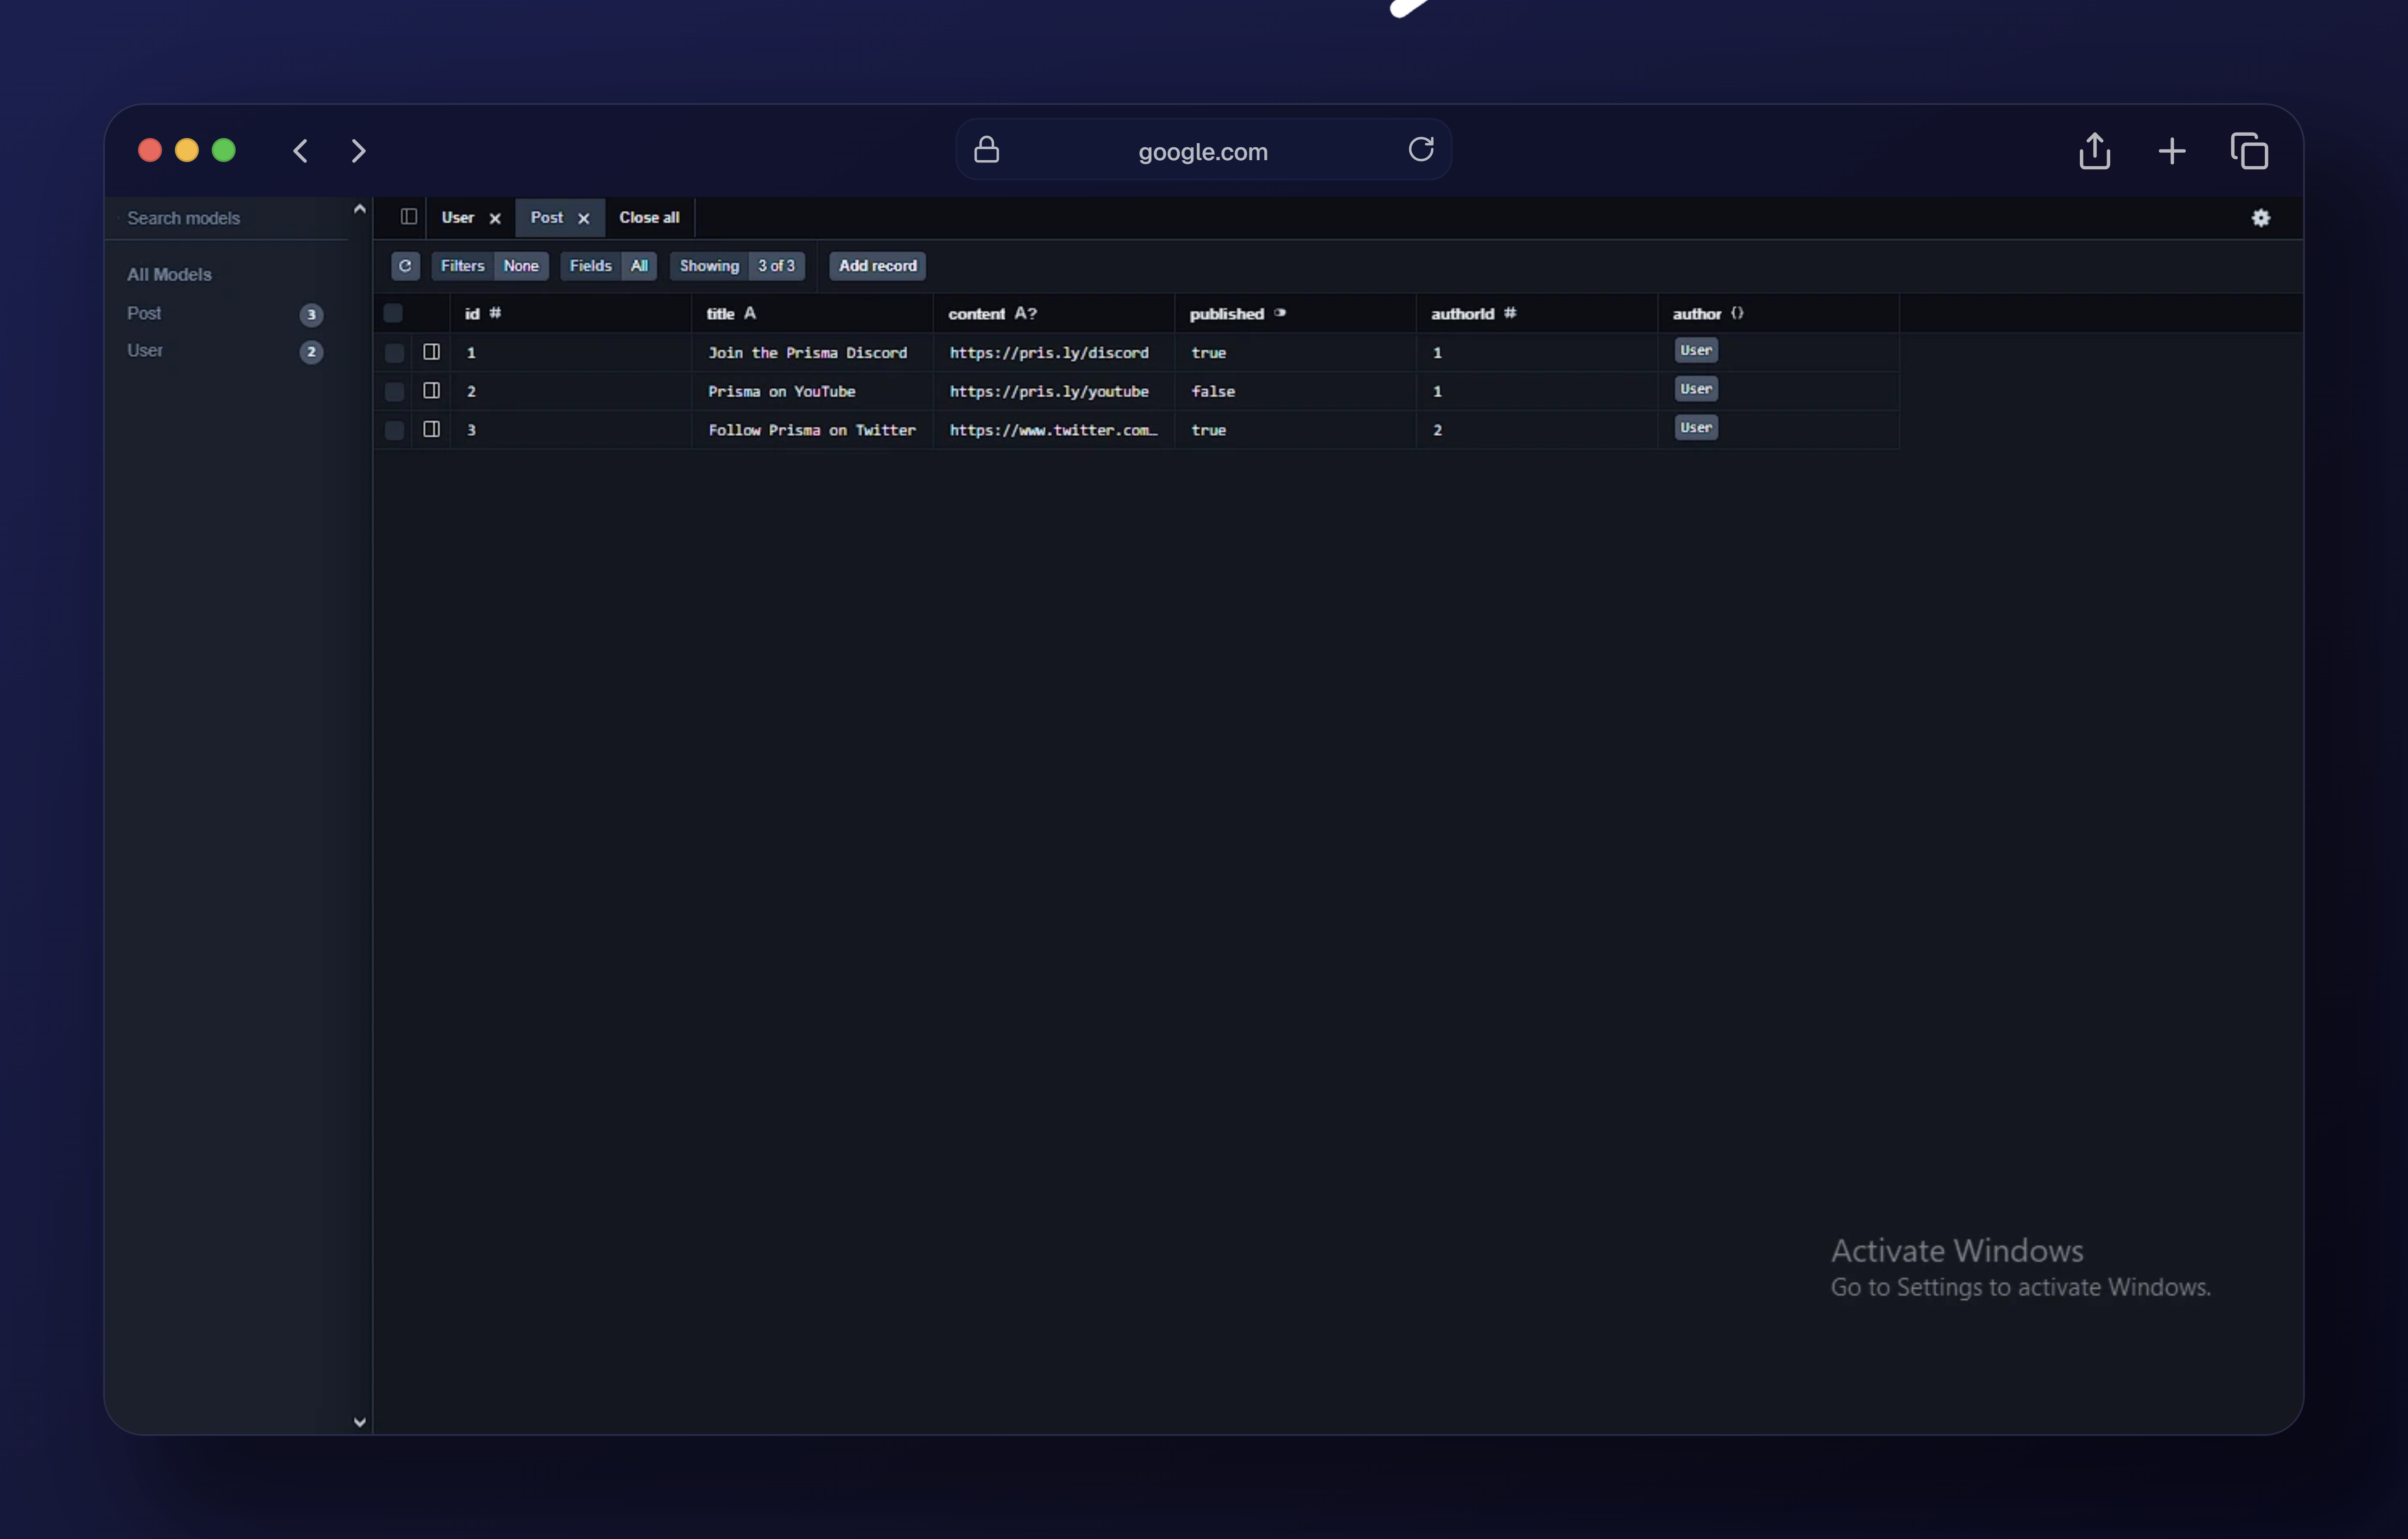 google.com
Search models
User × Post × Close all
Filters None Fields All Showing 3 of 3 Add record
All Models
Post 3
User 2
id # title A content A? published authorId # author {}
1 Join the Prisma Discord https://pris.ly/discord true 1 User
2 Prisma on YouTube https://pris.ly/youtube false 1 User
3 Follow Prisma on Twitter https://www.twitter.com… true 2 User
Activate Windows
Go to Settings to activate Windows.